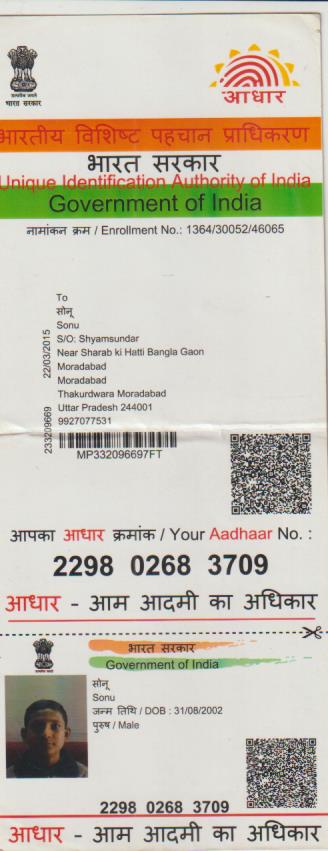 भारत सरकार
आधार
भारतीय विशिष्ट पहचान प्राधिकरण
भारत सरकार
Unique Identification Authority of India
Government of India
नामांकन क्रम / Enrollment No.: 1364/30052/46065
To
सोनू
Sonu
S/O: Shyamsundar
Near Sharab ki Hatti Bangla Gaon
Moradabad
Moradabad
Thakurdwara Moradabad
Uttar Pradesh 244001
9927077531
22/03/2015
233209669
MP332096697FT
आपका आधार क्रमांक / Your Aadhaar No. :
2298 0268 3709
आधार - आम आदमी का अधिकार
भारत सरकार
Government of India
सोनू
Sonu
जन्म तिथि / DOB : 31/08/2002
पुरुष / Male
2298 0268 3709
आधार - आम आदमी का अधिकार